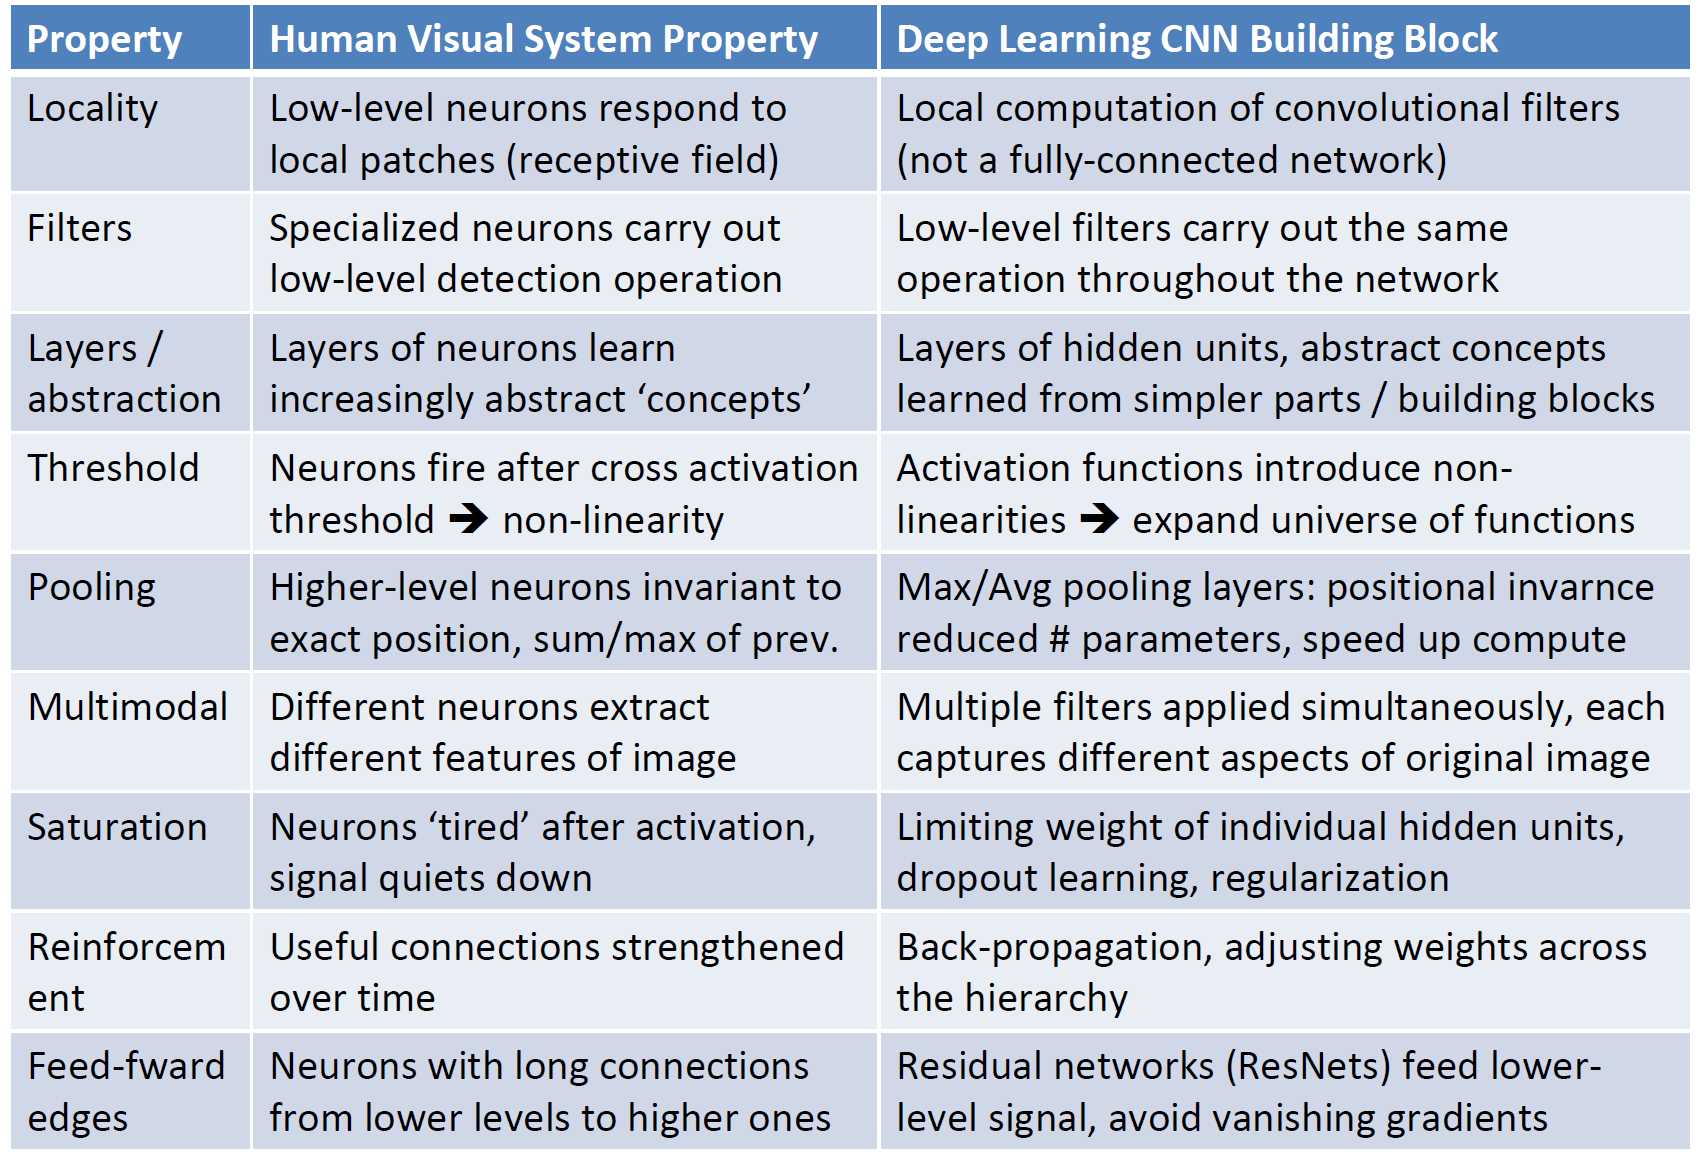 Property Human Visual System Property Deep Learning CNN Building Block
Locality Low-level neurons respond to Local computation of convolutional filters
local patches (receptive field) (not a fully-connected network)
Filters Specialized neurons carry out Low-level filters carry out the same
low-level detection operation operation throughout the network
Layers / Layers of neurons learn Layers of hidden units, abstract concepts
abstraction increasingly abstract ‘concepts’ learned from simpler parts / building blocks
Threshold Neurons fire after cross activation Activation functions introduce non-
threshold ➔ non-linearity linearities ➔ expand universe of functions
Pooling Higher-level neurons invariant to Max/Avg pooling layers: positional invarnce
exact position, sum/max of prev. reduced # parameters, speed up compute
Multimodal Different neurons extract Multiple filters applied simultaneously, each
different features of image captures different aspects of original image
Saturation Neurons ‘tired’ after activation, Limiting weight of individual hidden units,
signal quiets down dropout learning, regularization
Reinforcem Useful connections strengthened Back-propagation, adjusting weights across
ent over time the hierarchy
Feed-fward Neurons with long connections Residual networks (ResNets) feed lower-
edges from lower levels to higher ones level signal, avoid vanishing gradients